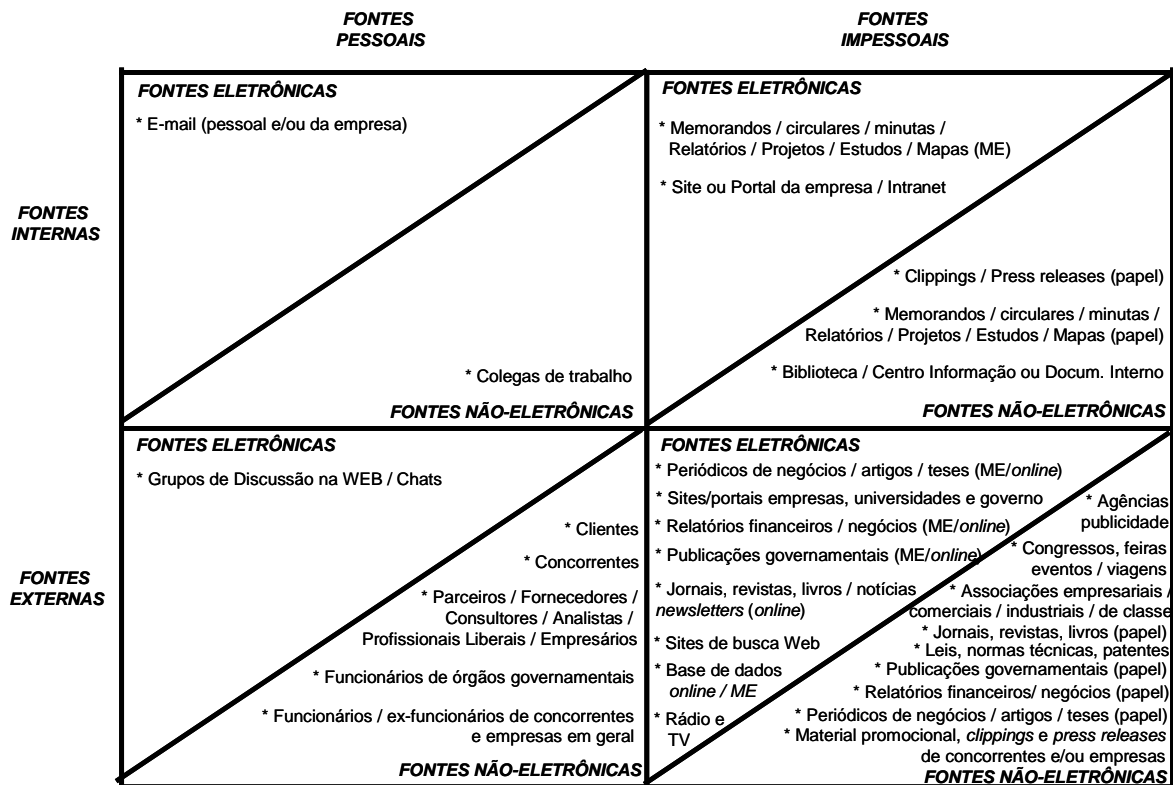 FONTES
PESSOAIS
FONTES
IMPESSOAIS
FONTES
INTERNAS
FONTES ELETRÔNICAS
* E-mail (pessoal e/ou da empresa)
* Colegas de trabalho
FONTES NÃO-ELETRÔNICAS
FONTES ELETRÔNICAS
* Memorandos / circulares / minutas /
Relatórios / Projetos / Estudos / Mapas (ME)
* Site ou Portal da empresa / Intranet
* Clippings / Press releases (papel)
* Memorandos / circulares / minutas /
Relatórios / Projetos / Estudos / Mapas (papel)
* Biblioteca / Centro Informação ou Docum. Interno
FONTES NÃO-ELETRÔNICAS
FONTES
EXTERNAS
FONTES ELETRÔNICAS
* Grupos de Discussão na WEB / Chats
* Clientes
* Concorrentes
* Parceiros / Fornecedores /
Consultores / Analistas /
Profissionais Liberais / Empresários
* Funcionários de órgãos governamentais
* Funcionários / ex-funcionários de concorrentes
e empresas em geral
FONTES NÃO-ELETRÔNICAS
FONTES ELETRÔNICAS
* Periódicos de negócios / artigos / teses (ME/online)
* Sites/portais empresas, universidades e governo
* Relatórios financeiros / negócios (ME/online)
* Publicações governamentais (ME/online)
* Jornais, revistas, livros / notícias
newsletters (online)
* Sites de busca Web
* Base de dados
online / ME
* Rádio e
TV
* Agências
publicidade
* Congressos, feiras
eventos / viagens
* Associações empresariais /
comerciais / industriais / de classe
* Jornais, revistas, livros (papel)
* Leis, normas técnicas, patentes
* Publicações governamentais (papel)
* Relatórios financeiros/ negócios (papel)
* Periódicos de negócios / artigos / teses (papel)
* Material promocional, clippings e press releases
de concorrentes e/ou empresas
FONTES NÃO-ELETRÔNICAS